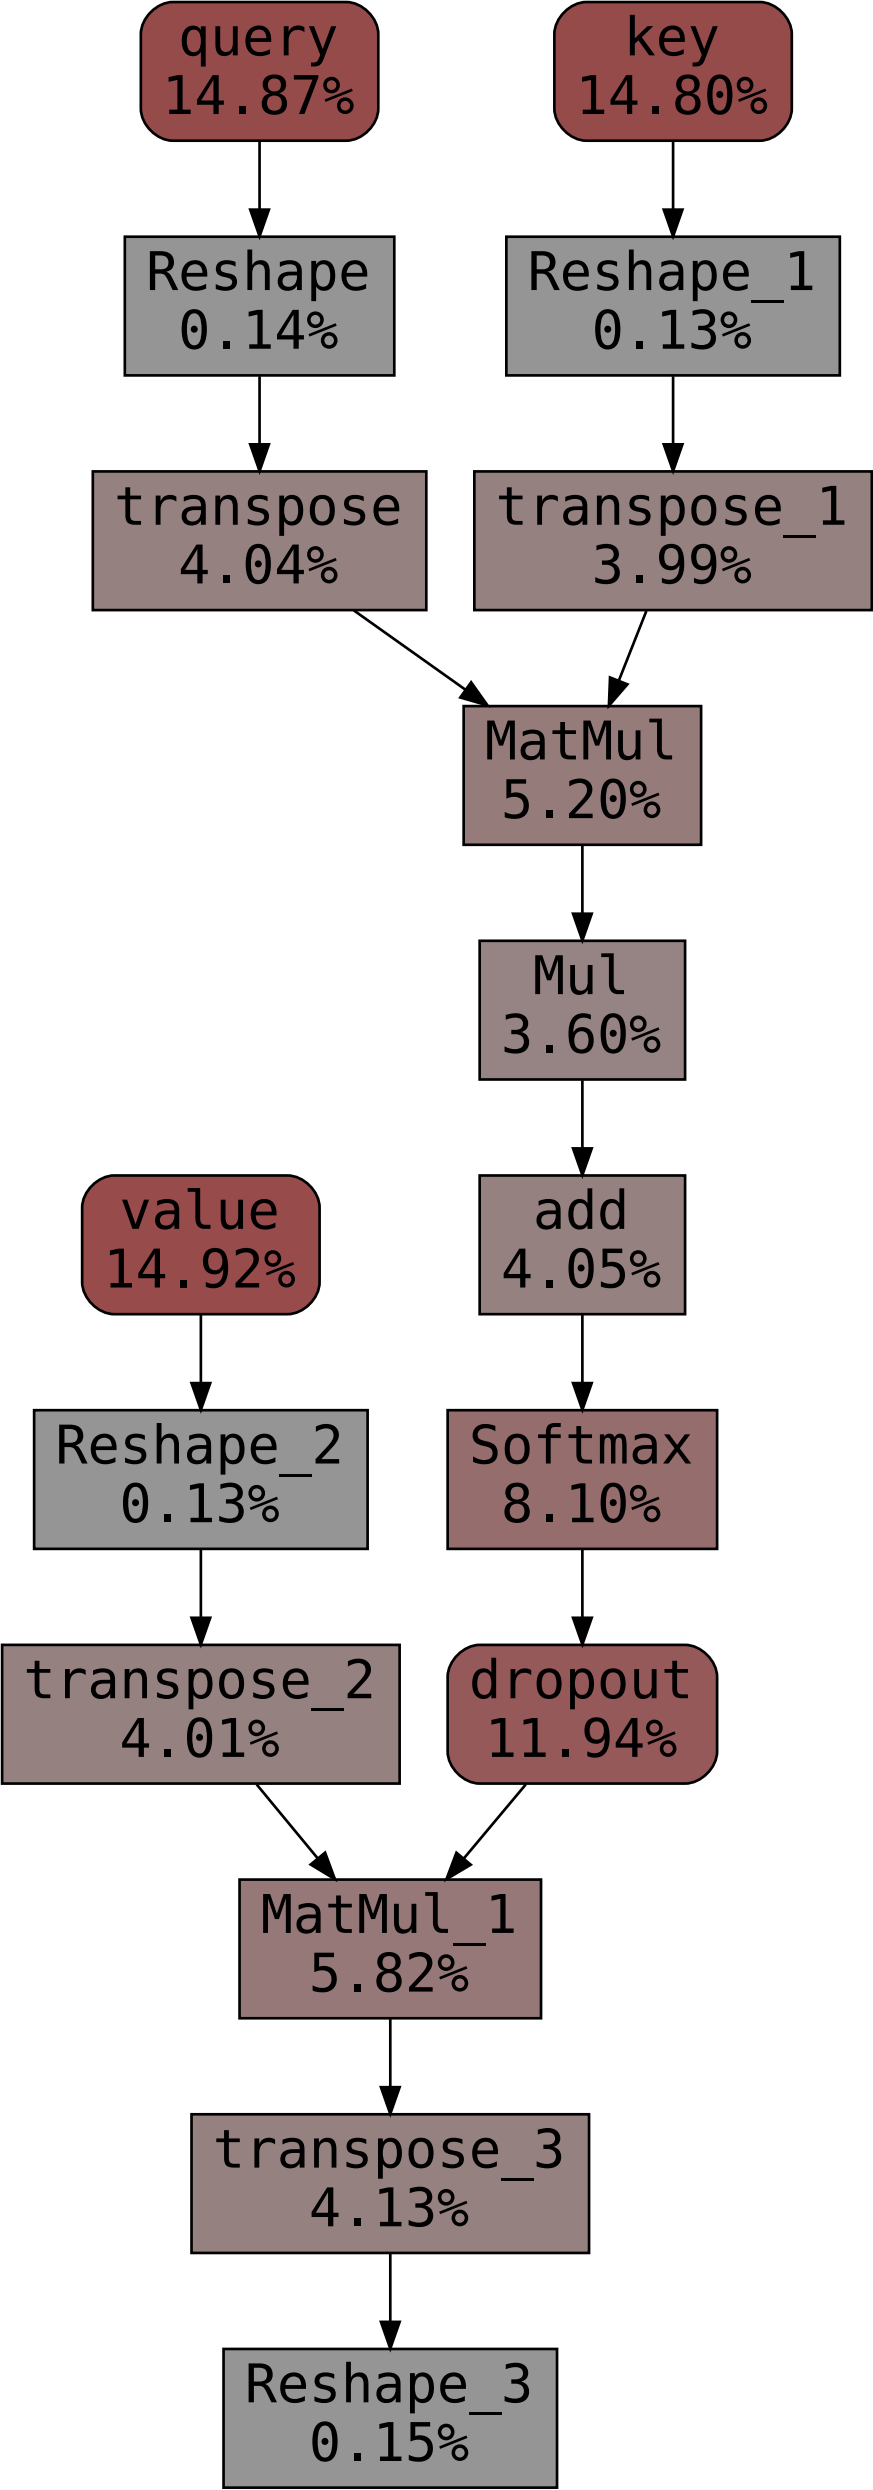 query
14.87%
key
14.80%
Reshape
0.14%
Reshape_1
0.13%
transpose
4.04%
transpose_1
3.99%
MatMul
5.20%
Mul
3.60%
add
4.05%
value
14.92%
Softmax
8.10%
Reshape_2
0.13%
transpose_2
4.01%
dropout
11.94%
MatMul_1
5.82%
transpose_3
4.13%
Reshape_3
0.15%